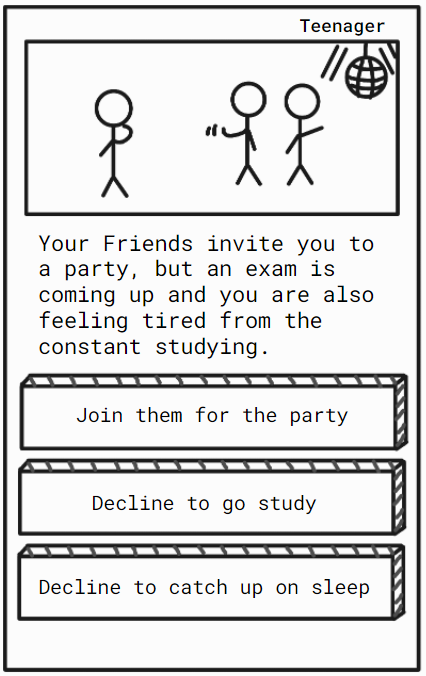 Teenager
Your Friends invite you to
a party, but an exam is
coming up and you are also
feeling tired from the
constant studying.
Join them for the party
Decline to go study
Decline to catch up on sleep